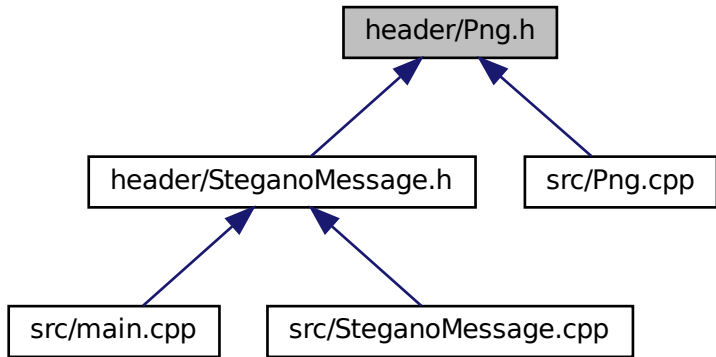 header/Png.h
header/SteganoMessage.h
src/Png.cpp
src/main.cpp
src/SteganoMessage.cpp